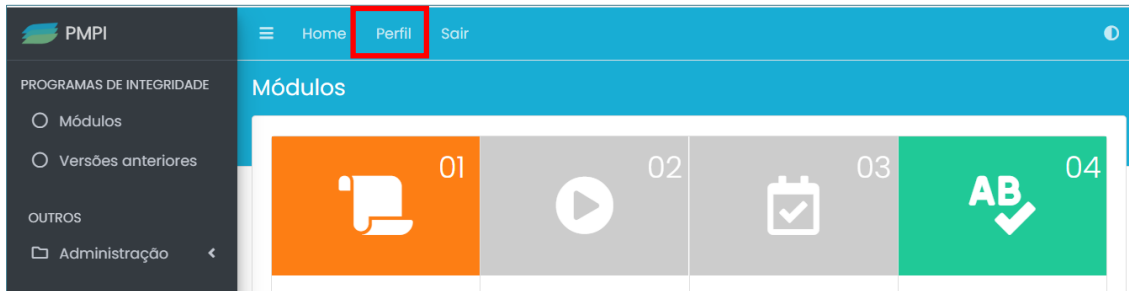 PMPI
Home Perfil Sair
PROGRAMAS DE INTEGRIDADE
Módulos
Versões anteriores
OUTROS
Administração
Módulos
01
02
03
04
AB